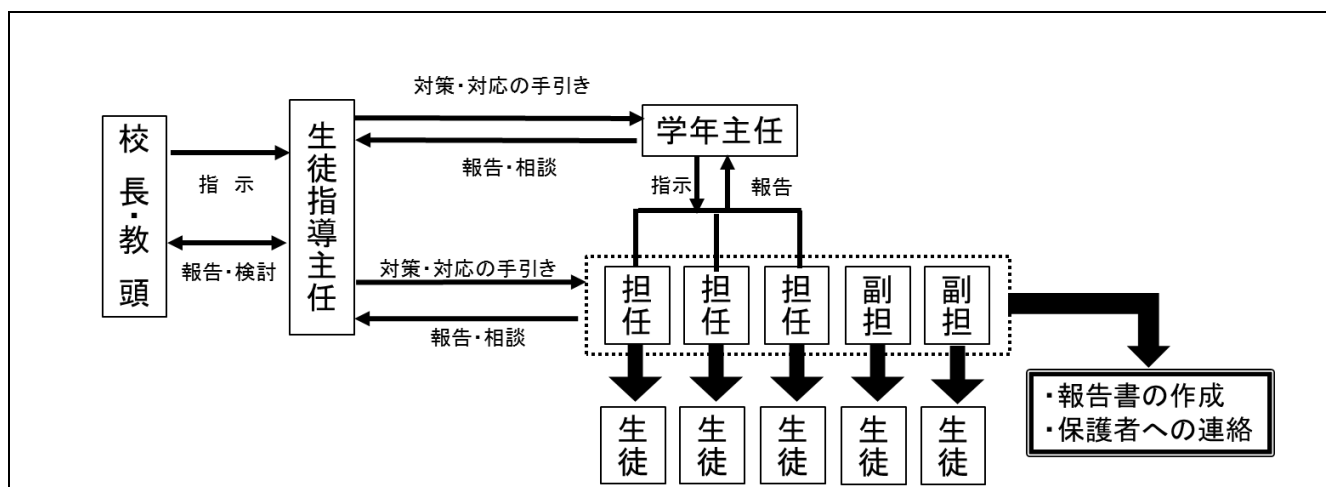 校長・教頭
指示
報告・検討
生徒指導主任
対策・対応の手引き
報告・相談
学年主任
指示
報告
対策・対応の手引き
報告・相談
担任
担任
担任
副担
副担
生徒
生徒
生徒
生徒
生徒
・報告書の作成
・保護者への連絡